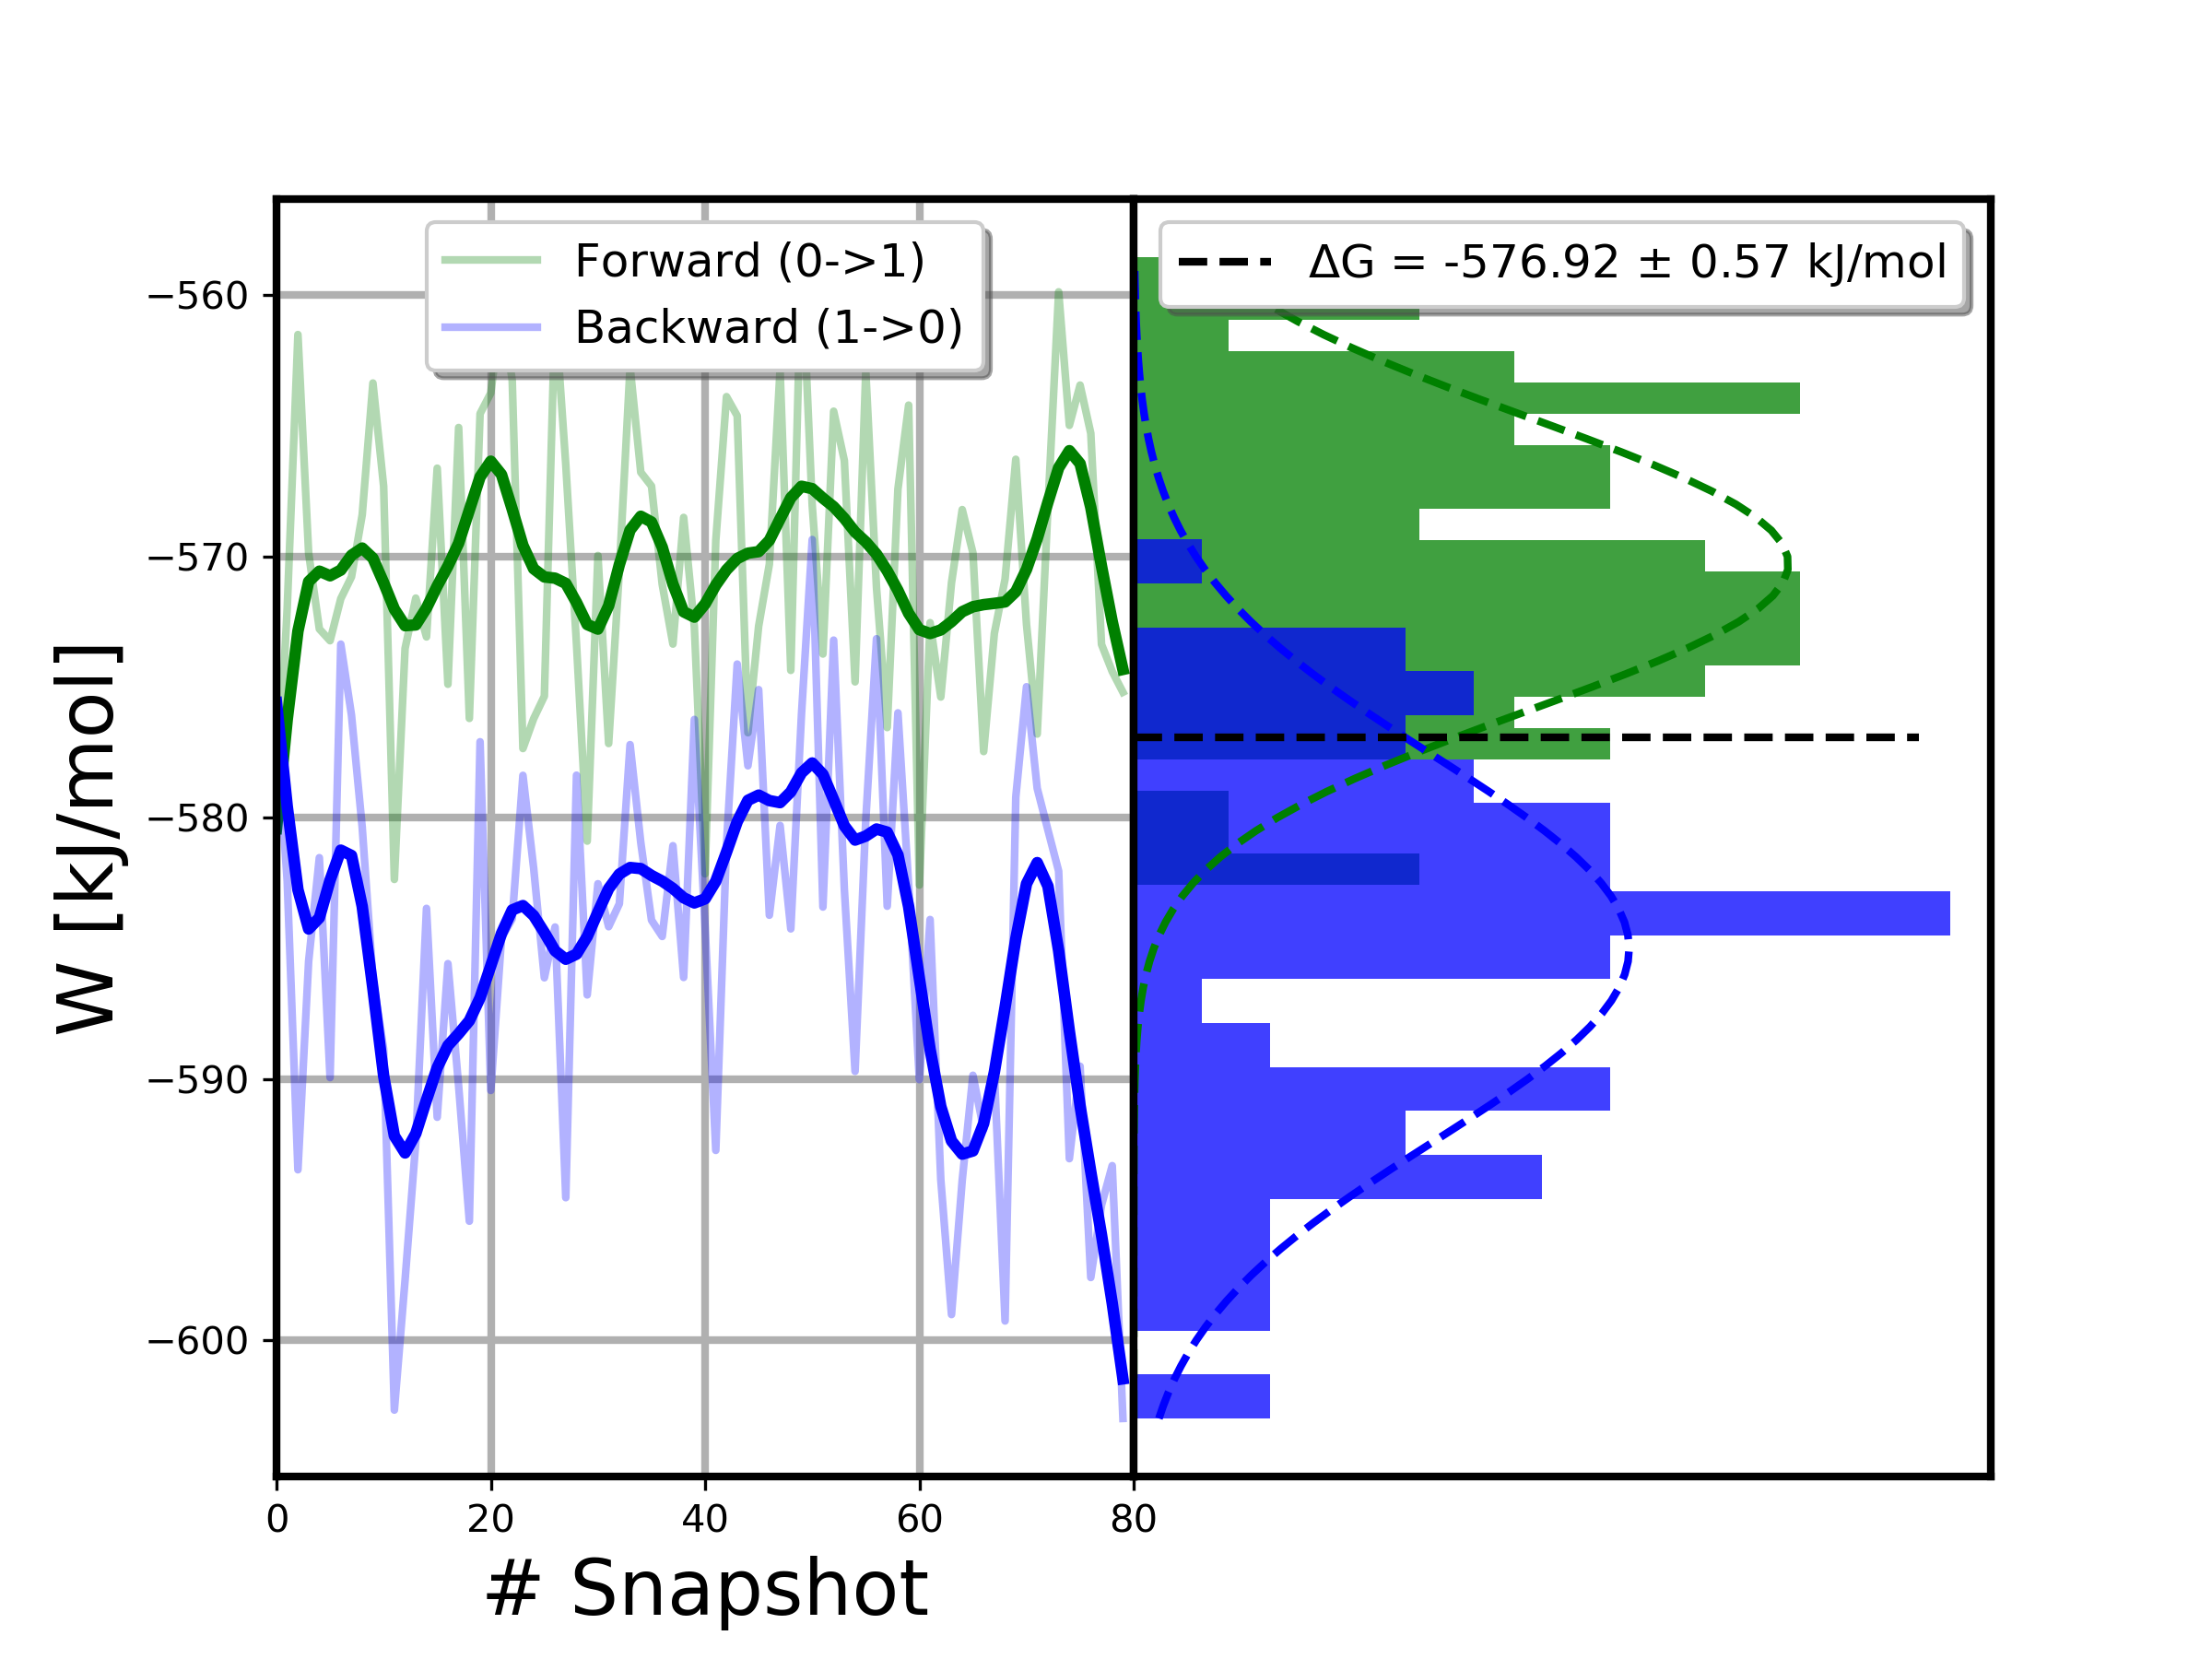 Forward (0->1)
Backward (1->0)
ΔG = -576.92 ± 0.57 kJ/mol
W [kJ/mol]
−560
−570
−580
−590
−600
0 20 40 60 80
# Snapshot